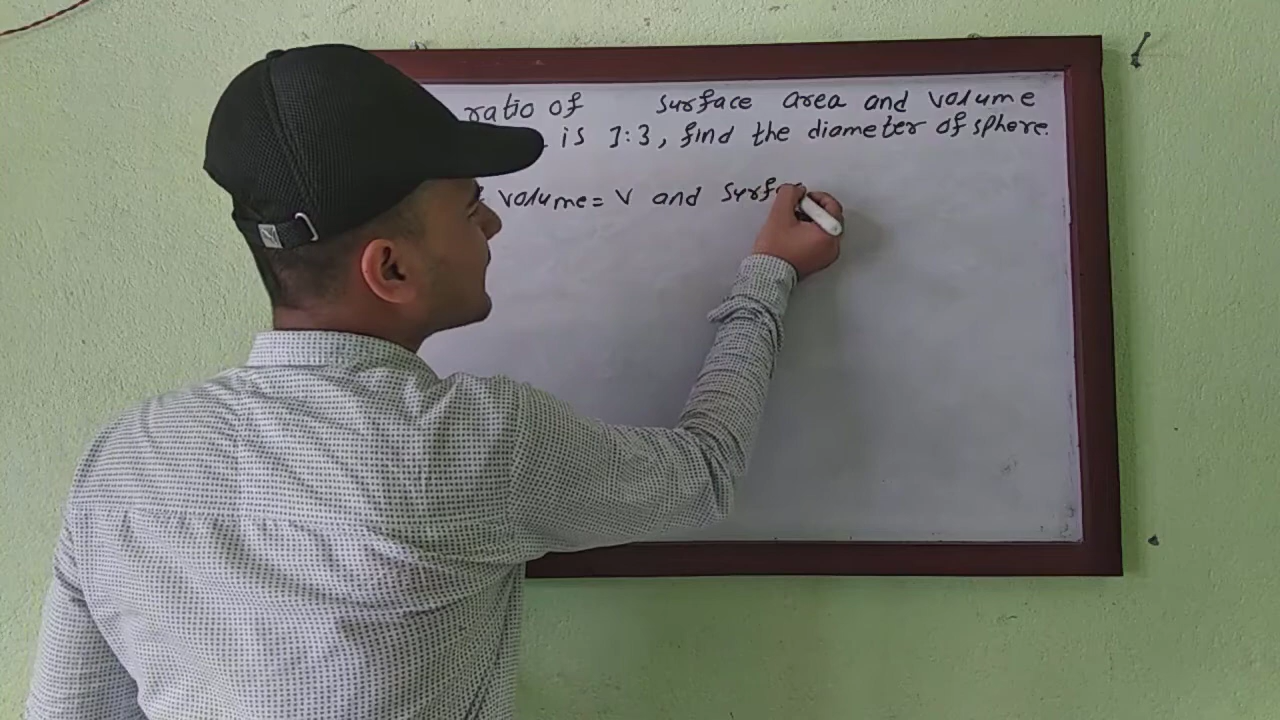 ratio of surface area and volume
is 1:3, find the diameter of sphere.
volume = V and surf